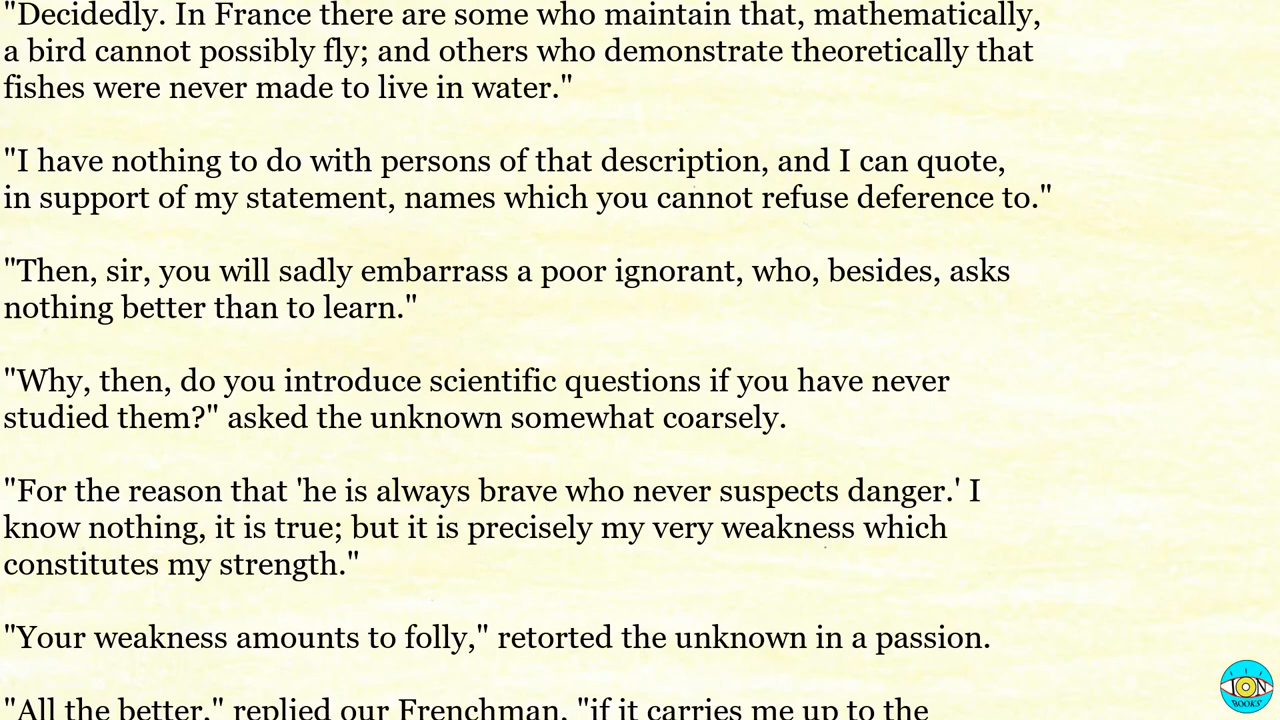 "Decidedly. In France there are some who maintain that, mathematically,
a bird cannot possibly fly; and others who demonstrate theoretically that
fishes were never made to live in water."
"I have nothing to do with persons of that description, and I can quote,
in support of my statement, names which you cannot refuse deference to."
"Then, sir, you will sadly embarrass a poor ignorant, who, besides, asks
nothing better than to learn."
"Why, then, do you introduce scientific questions if you have never
studied them?" asked the unknown somewhat coarsely.
"For the reason that 'he is always brave who never suspects danger.' I
know nothing, it is true; but it is precisely my very weakness which
constitutes my strength."
"Your weakness amounts to folly," retorted the unknown in a passion.
"All the better," replied our Frenchman, "if it carries me up to the
ION
BOOKS